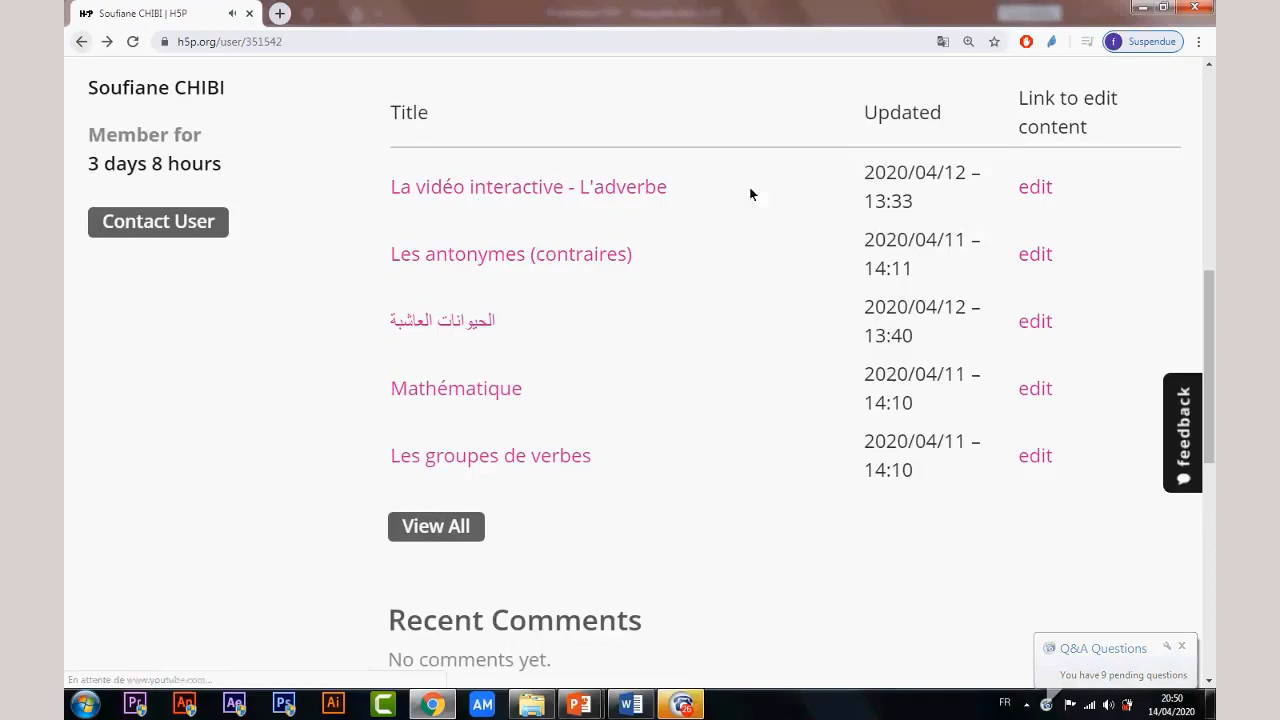 H-P Soufiane CHIBI | H5P
h5p.org/user/351542
Suspendue
Soufiane CHIBI
Member for
3 days 8 hours
Contact User
Title
Updated
Link to edit
content
La vidéo interactive - L'adverbe
2020/04/12 –
13:33
edit
Les antonymes (contraires)
2020/04/11 –
14:11
edit
الحيوانات العاشبة
2020/04/12 –
13:40
edit
Mathématique
2020/04/11 –
14:10
edit
Les groupes de verbes
2020/04/11 –
14:10
edit
View All
feedback
Recent Comments
No comments yet.
Q&A Questions
You have 9 pending questions
En attente de www.youtube.com...
Pr
An
Ae
Ps
Ai
C
AM
FR
20:50
14/04/2020